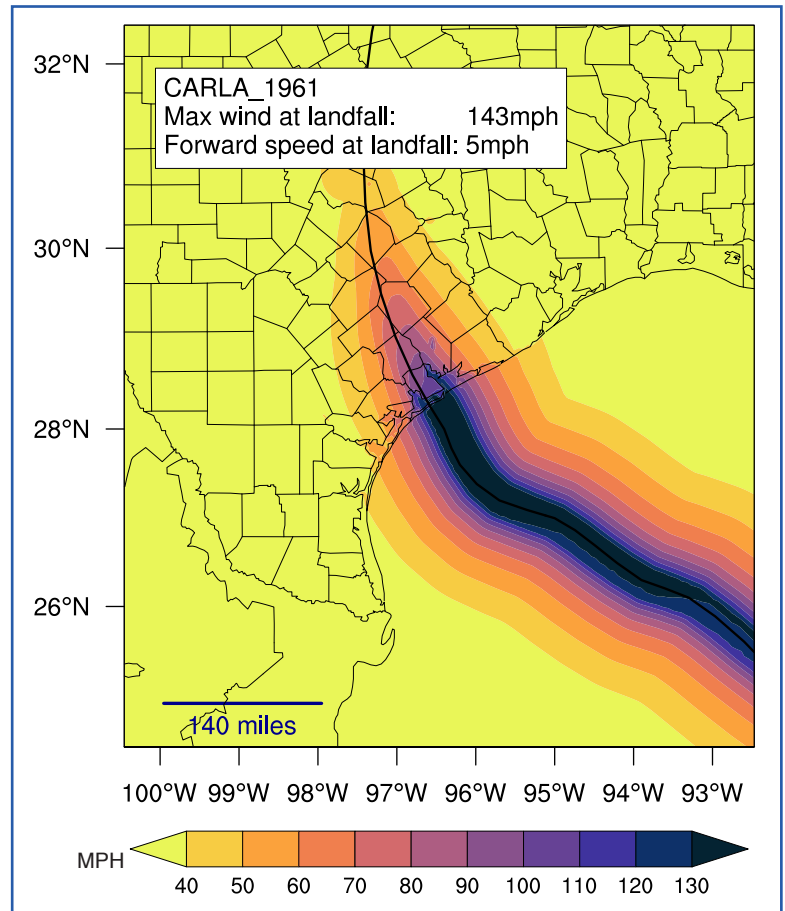 32°N
CARLA_1961
Max wind at landfall: 143mph
Forward speed at landfall: 5mph
30°N
28°N
26°N
140 miles
100°W 99°W 98°W 97°W 96°W 95°W 94°W 93°W
MPH
40 50 60 70 80 90 100 110 120 130